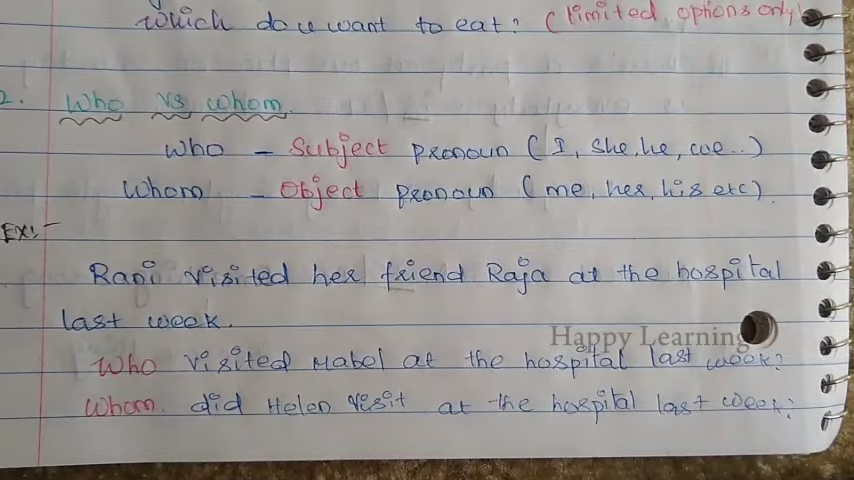 which do u want to eat? (limited options only)
2. Who Vs Whom.
Who - Subject pronoun (I, she, he, we..)
Whom - Object pronoun (me, her, his etc).
Ex:-
Rani visited her friend Raja at the hospital
last week.
Happy Learning
Who visited Mabel at the hospital last week?
Whom did Helen visit at the hospital last week?